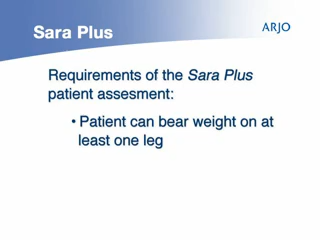 Sara Plus
ARJO
Requirements of the Sara Plus
patient assesment:
• Patient can bear weight on at
least one leg